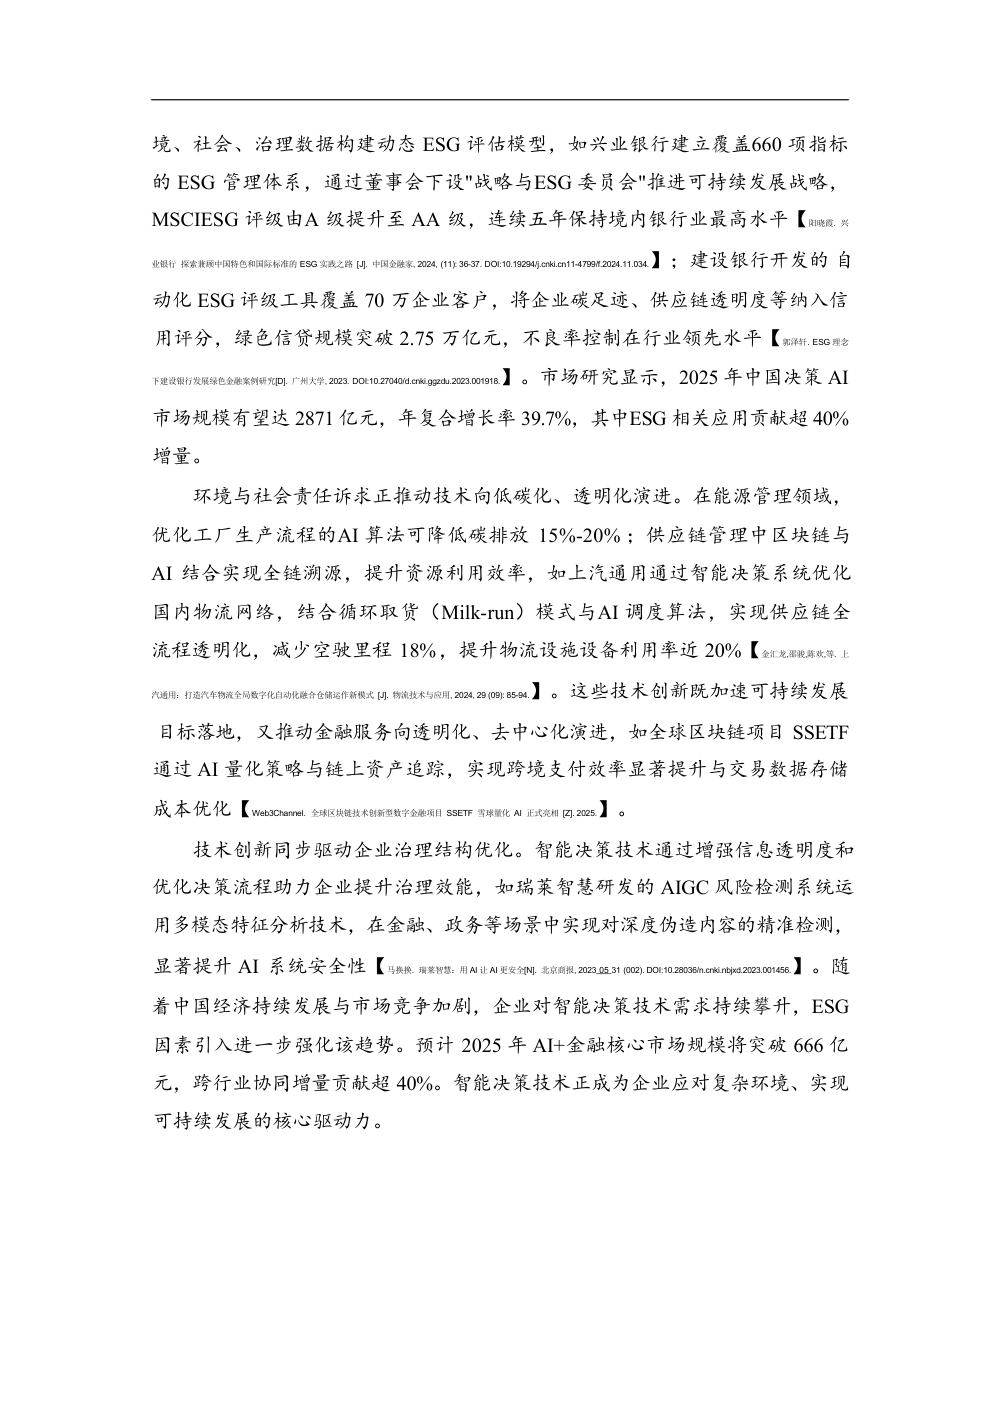 境、社会、治理数据构建动态 ESG 评估模型，如兴业银行建立覆盖660 项指标
的 ESG 管理体系，通过董事会下设"战略与ESG 委员会"推进可持续发展战略，
MSCIESG 评级由A 级提升至 AA 级，连续五年保持境内银行业最高水平【阳晓霞. 兴
业银行 探索兼顾中国特色和国际标准的 ESG 实践之路 [J]. 中国金融家, 2024, (11): 36-37. DOI:10.19294/j.cnki.cn11-4799/f.2024.11.034.】；建设银行开发的 自
动化 ESG 评级工具覆盖 70 万企业客户，将企业碳足迹、供应链透明度等纳入信
用评分，绿色信贷规模突破 2.75 万亿元，不良率控制在行业领先水平【郭泽轩. ESG 理念
下建设银行发展绿色金融案例研究[D]. 广州大学, 2023. DOI:10.27040/d.cnki.ggzdu.2023.001918.】。市场研究显示，2025 年中国决策 AI
市场规模有望达 2871 亿元，年复合增长率 39.7%，其中ESG 相关应用贡献超 40%
增量。
环境与社会责任诉求正推动技术向低碳化、透明化演进。在能源管理领域，
优化工厂生产流程的AI 算法可降低碳排放 15%-20%；供应链管理中区块链与
AI 结合实现全链溯源，提升资源利用效率，如上汽通用通过智能决策系统优化
国内物流网络，结合循环取货（Milk-run）模式与AI 调度算法，实现供应链全
流程透明化，减少空驶里程 18%，提升物流设施设备利用率近 20%【金汇龙,邵骏,陈欢,等. 上
汽通用：打造汽车物流全局数字化自动化融合仓储运作新模式 [J]. 物流技术与应用, 2024, 29 (09): 85-94.】。这些技术创新既加速可持续发展
目标落地，又推动金融服务向透明化、去中心化演进，如全球区块链项目 SSETF
通过 AI 量化策略与链上资产追踪，实现跨境支付效率显著提升与交易数据存储
成本优化【Web3Channel. 全球区块链技术创新型数字金融项目 SSETF 雪球量化 AI 正式亮相 [Z]. 2025.】。
技术创新同步驱动企业治理结构优化。智能决策技术通过增强信息透明度和
优化决策流程助力企业提升治理效能，如瑞莱智慧研发的 AIGC 风险检测系统运
用多模态特征分析技术，在金融、政务等场景中实现对深度伪造内容的精准检测，
显著提升 AI 系统安全性【马换换. 瑞莱智慧：用 AI 让 AI 更安全[N]. 北京商报, 2023 05 31 (002). DOI:10.28036/n.cnki.nbjxd.2023.001456.】。随
着中国经济持续发展与市场竞争加剧，企业对智能决策技术需求持续攀升，ESG
因素引入进一步强化该趋势。预计 2025 年 AI+金融核心市场规模将突破 666 亿
元，跨行业协同增量贡献超 40%。智能决策技术正成为企业应对复杂环境、实现
可持续发展的核心驱动力。